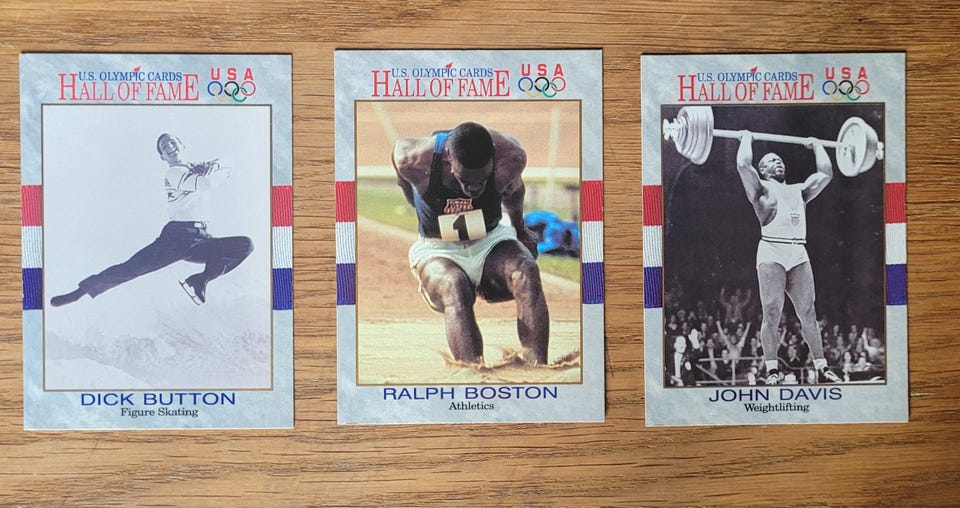 U.S. OLYMPIC CARDS
HALL OF FAME
USA
DICK BUTTON
Figure Skating
U.S. OLYMPIC CARDS
HALL OF FAME
USA
1
RALPH BOSTON
Athletics
U.S. OLYMPIC CARDS
HALL OF FAME
USA
JOHN DAVIS
Weightlifting